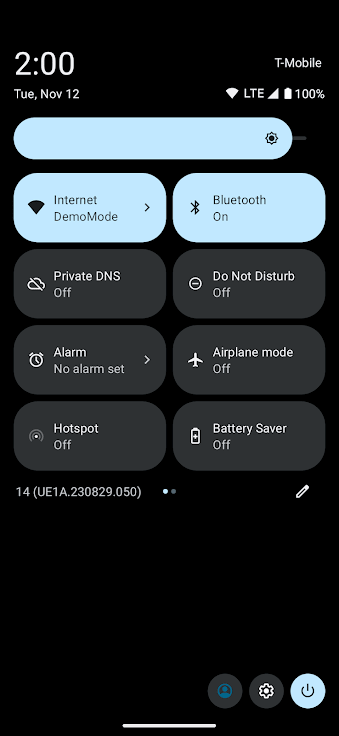 2:00
T-Mobile
Tue, Nov 12
LTE 100%
Internet
DemoMode
Bluetooth
On
Private DNS
Off
Do Not Disturb
Off
Alarm
No alarm set
Airplane mode
Off
Hotspot
Off
Battery Saver
Off
14 (UE1A.230829.050)